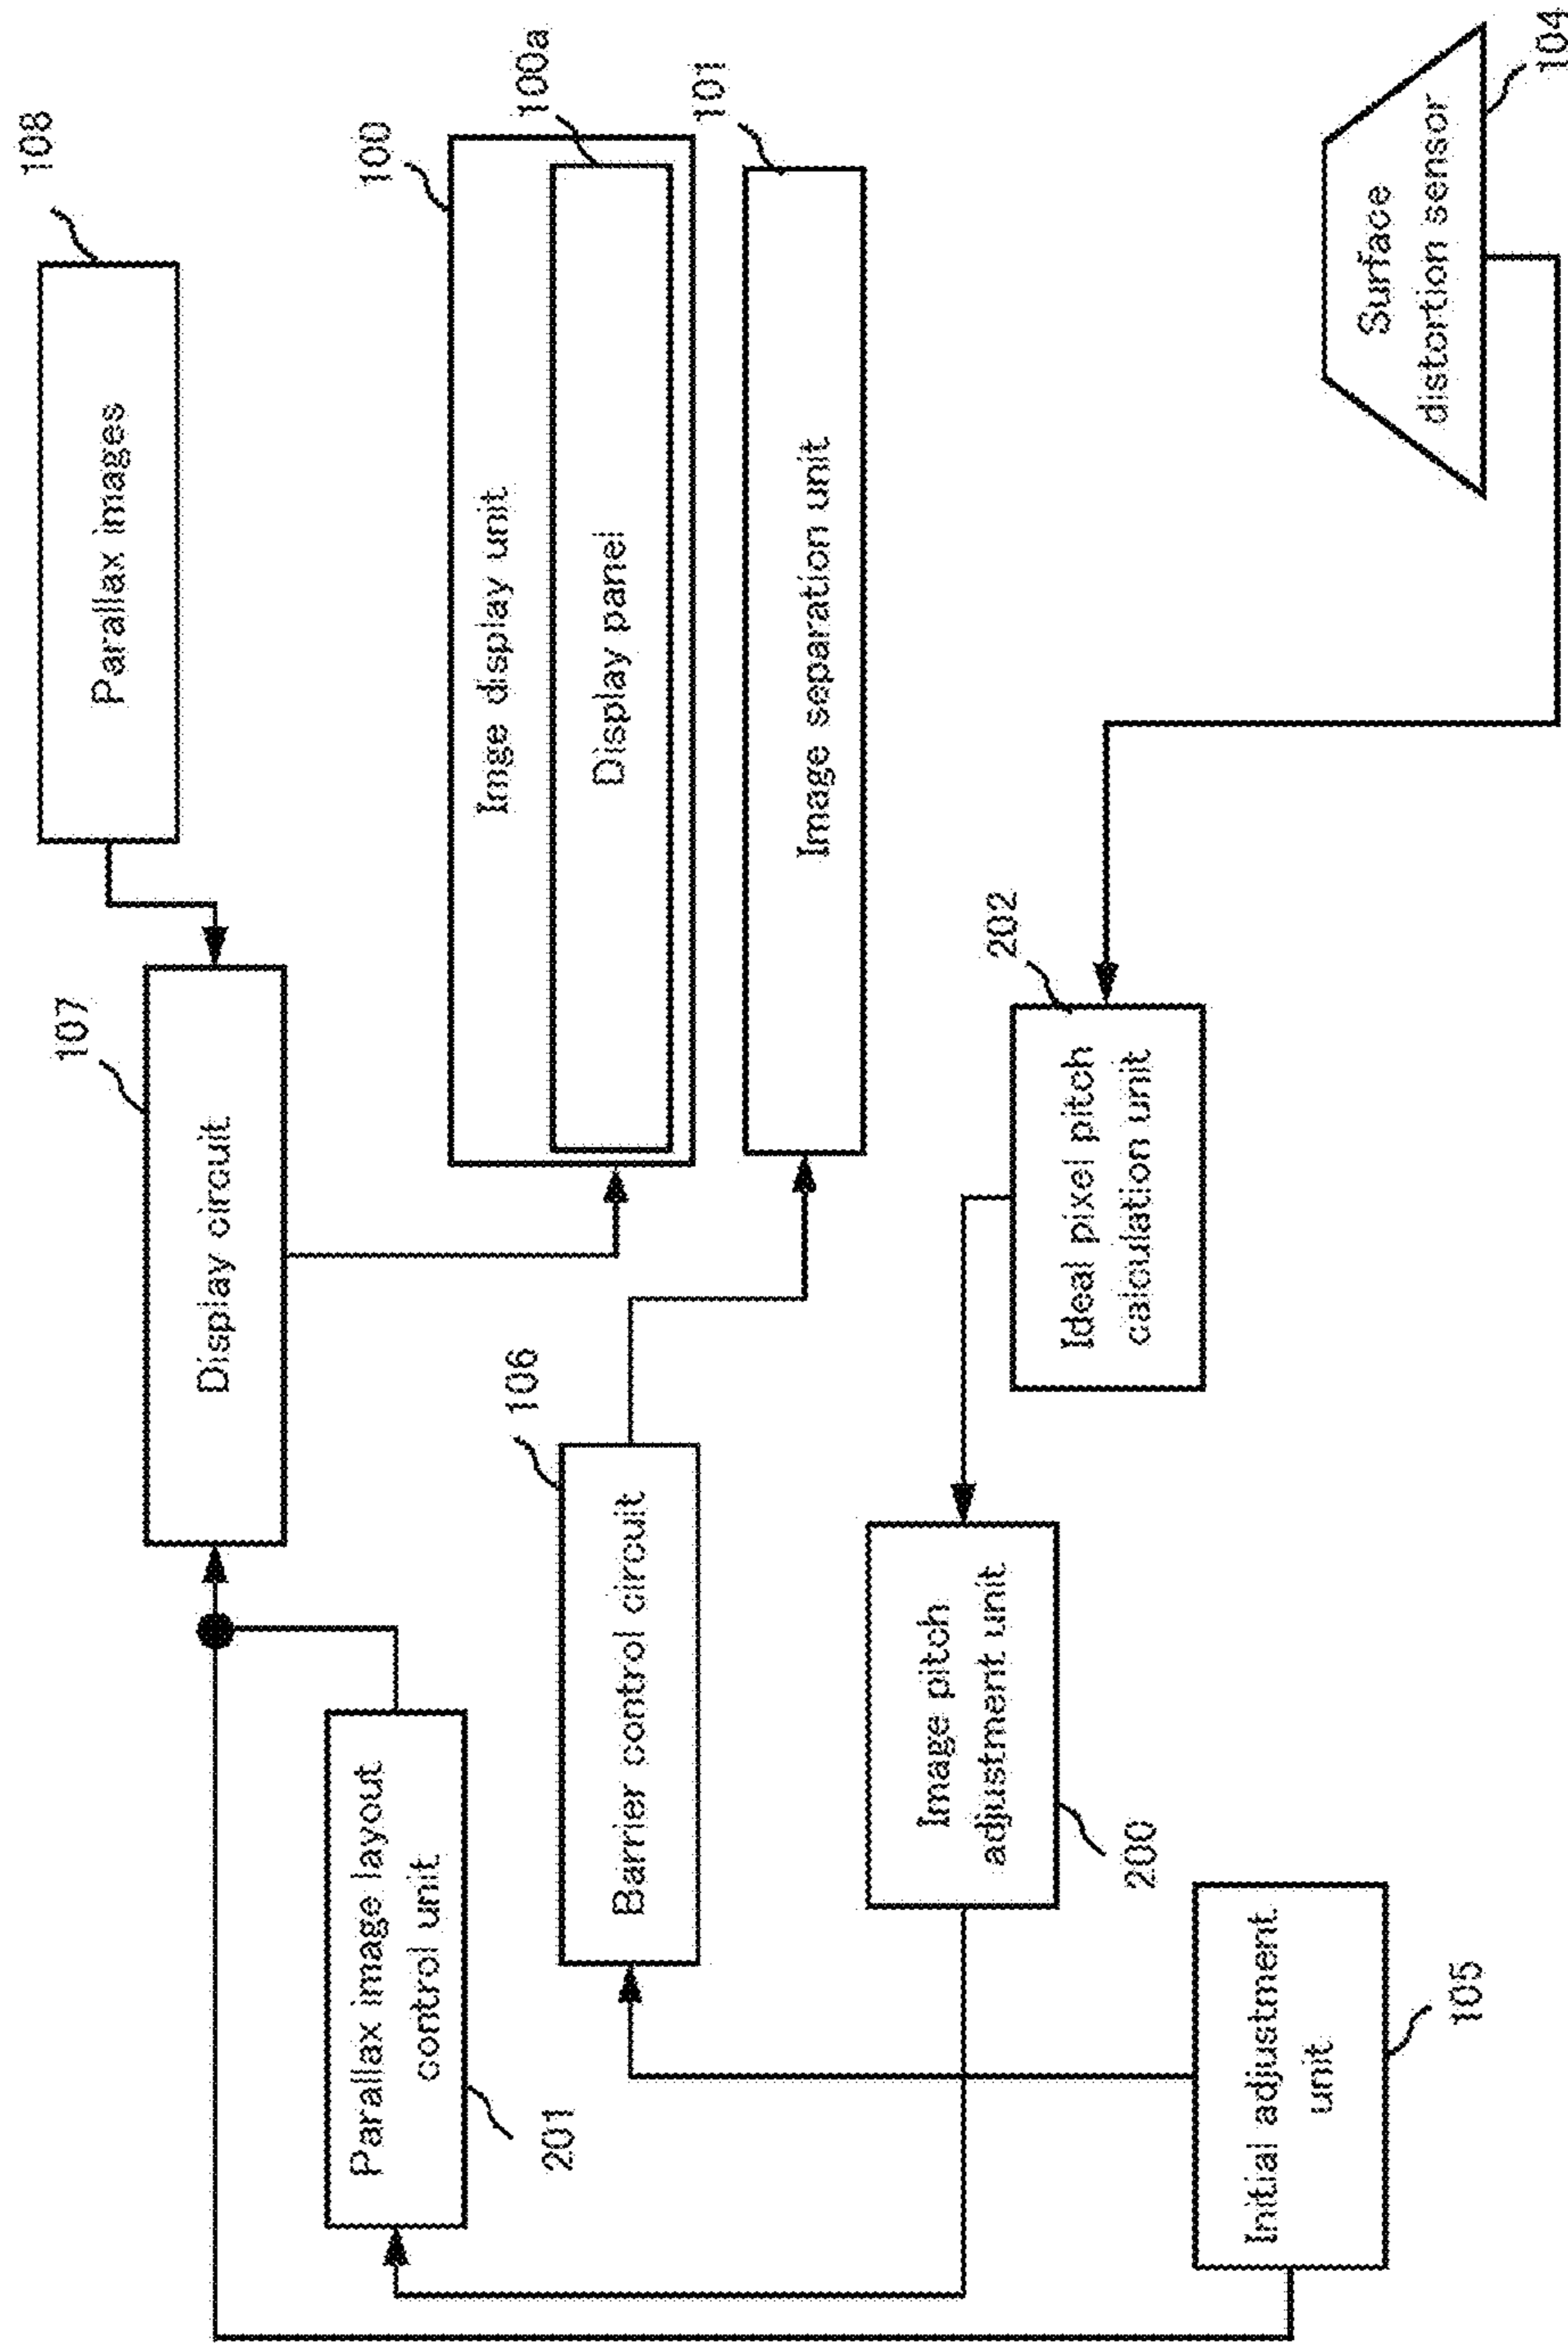 108
Parallax images
107
Display circuit
100
Imge display unit
100a
Display panel
101
Image separation unit
Parallax image layout
control unit
201
106
Barrier control circuit
Image pitch
adjustment unit
200
202
Ideal pixel pitch
calculation unit
Initial adjustment
unit
105
Surface
distortion sensor
104